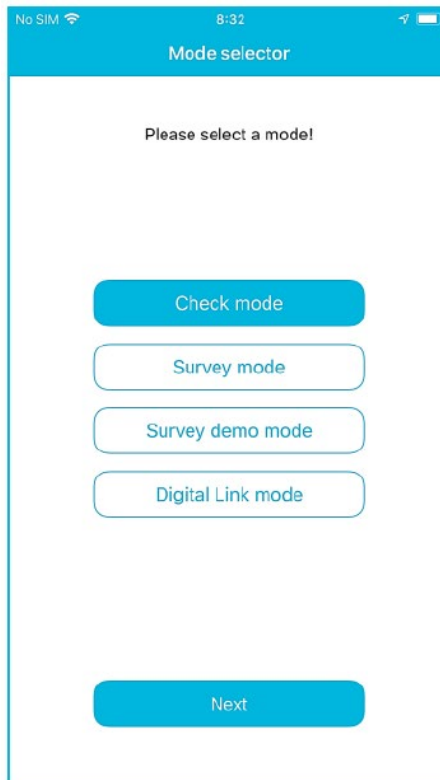 No SIM 8:32
Mode selector
Please select a mode!
Check mode
Survey mode
Survey demo mode
Digital Link mode
Next